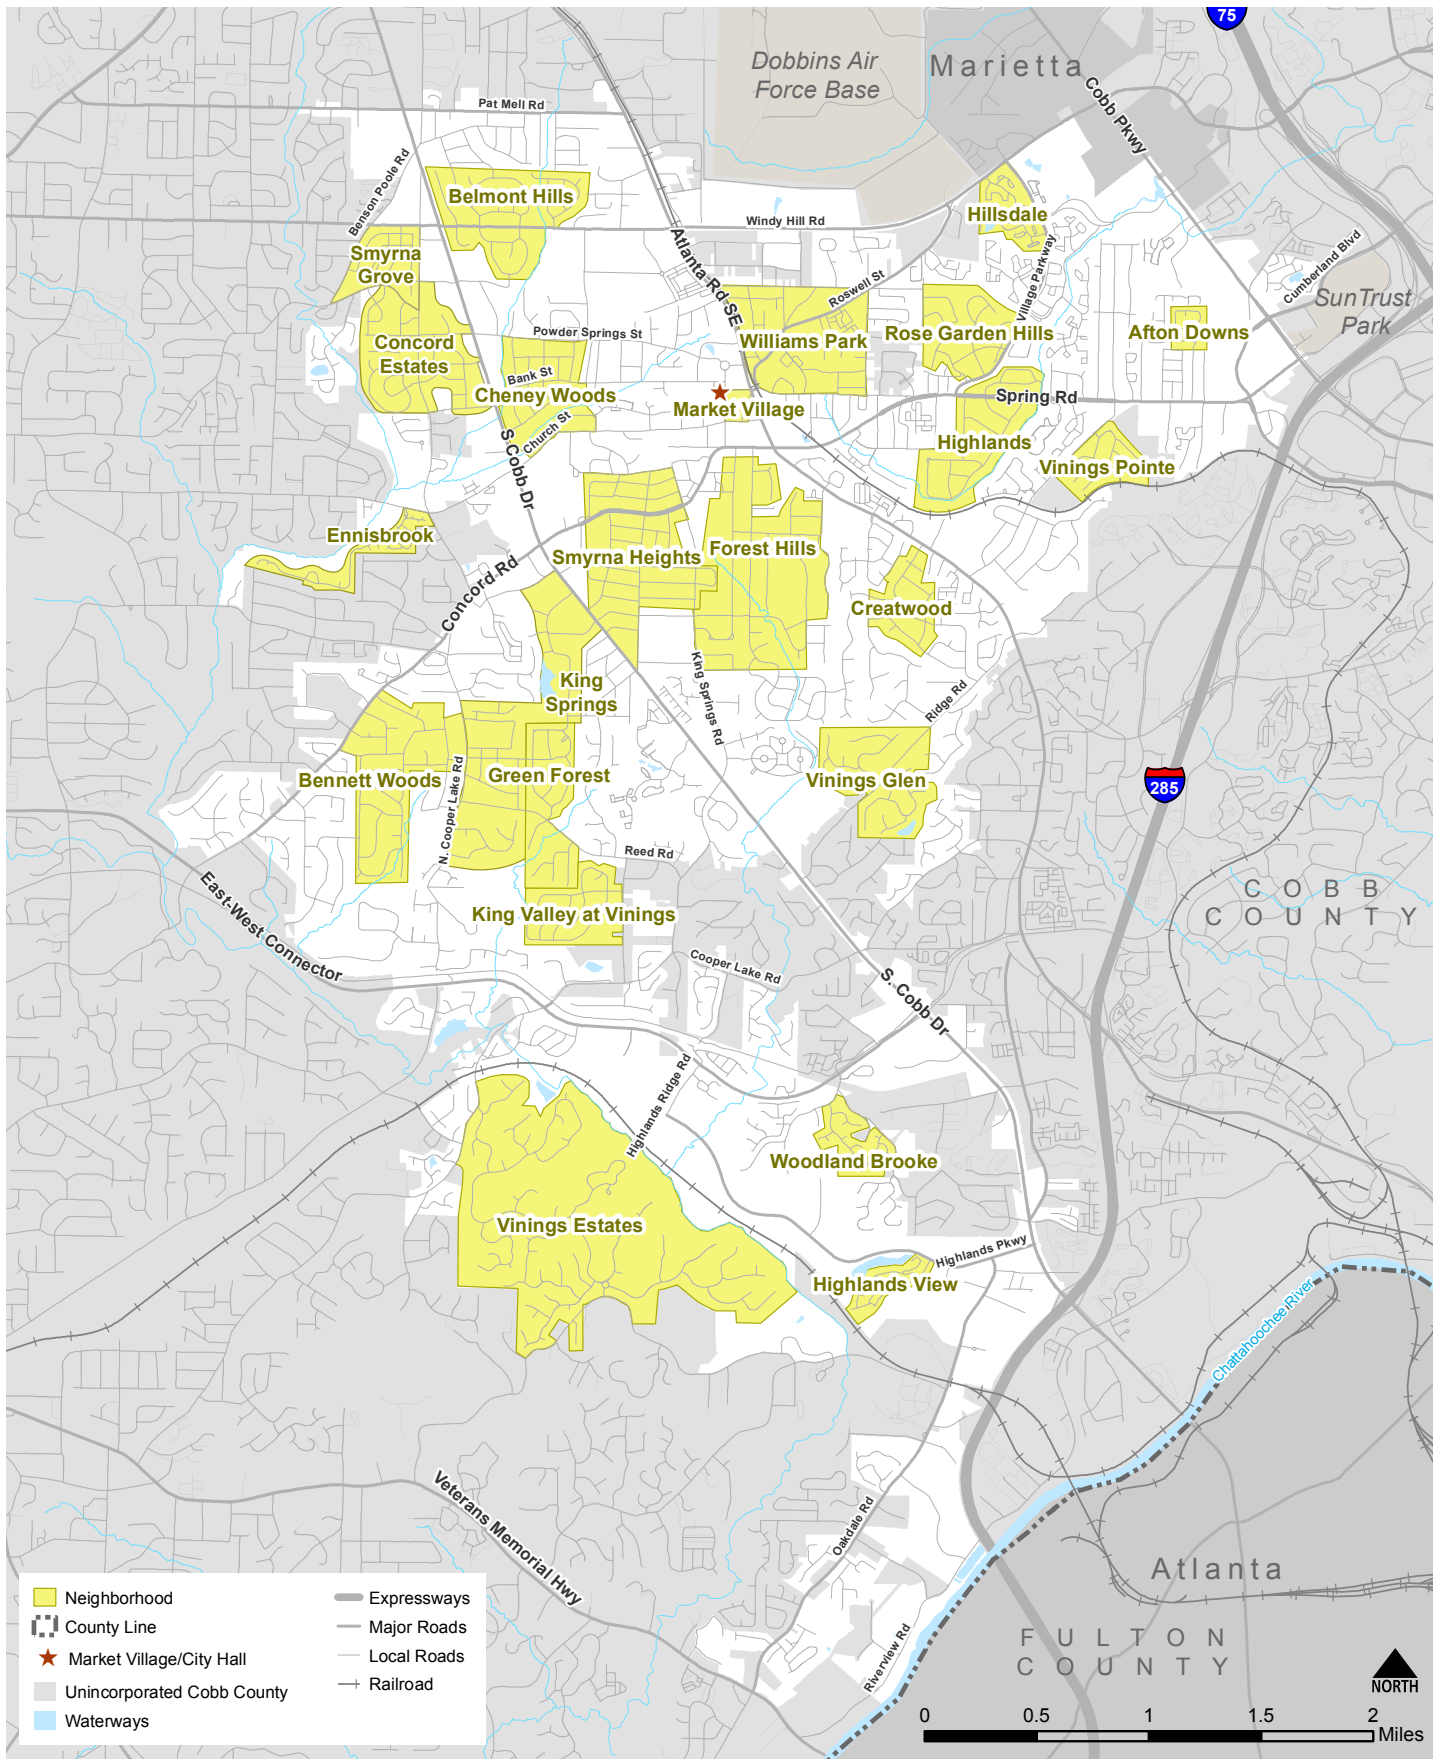 75
Dobbins Air
Force Base
Marietta
Cobb Pkwy
Pat Mell Rd
Benson Poole Rd
Belmont Hills
Windy Hill Rd
Hillsdale
Smyrna
Grove
Atlanta Rd SE
Roswell St
Village Parkway
Cumberland Blvd
SunTrust
Park
Concord
Estates
Powder Springs St
Williams Park
Rose Garden Hills
Afton Downs
Bank St
Cheney Woods
Market Village
Spring Rd
Church St
S Cobb Dr
Highlands
Vinings Pointe
Ennisbrook
Concord Rd
Smyrna Heights
Forest Hills
Creatwood
King
Springs
King Springs Rd
Ridge Rd
Bennett Woods
N. Cooper Lake Rd
Green Forest
Vinings Glen
285
Reed Rd
East-West Connector
King Valley at Vinings
COBB
COUNTY
Cooper Lake Rd
S. Cobb Dr
Highlands Ridge Rd
Woodland Brooke
Vinings Estates
Highlands Pkwy
Highlands View
Chattahoochee River
Veterans Memorial Hwy
Oakdale Rd
Riverview Rd
Atlanta
FULTON
COUNTY
Neighborhood
County Line
Market Village/City Hall
Unincorporated Cobb County
Waterways
Expressways
Major Roads
Local Roads
Railroad
NORTH
0 0.5 1 1.5 2
Miles